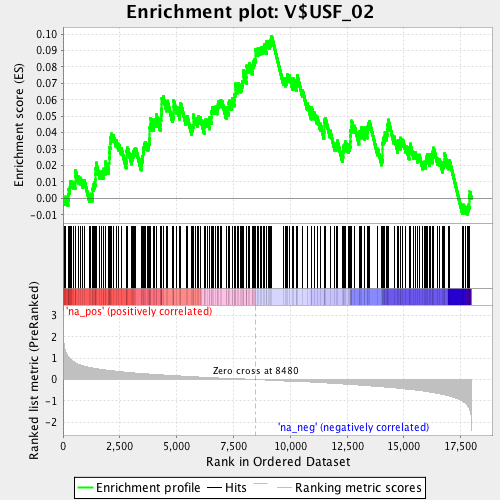 Enrichment plot: V$USF_02
Enrichment score (ES)
0.10
0.09
0.08
0.07
0.06
0.05
0.04
0.03
0.02
0.01
0.00
-0.01
'na_pos' (positively correlated)
Ranked list metric (PreRanked)
3
2
1
0
-1
-2
Zero cross at 8480
'na_neg' (negatively correlated)
0
2,500
5,000
7,500
10,000
12,500
15,000
17,500
Rank in Ordered Dataset
Enrichment profile
Hits
Ranking metric scores